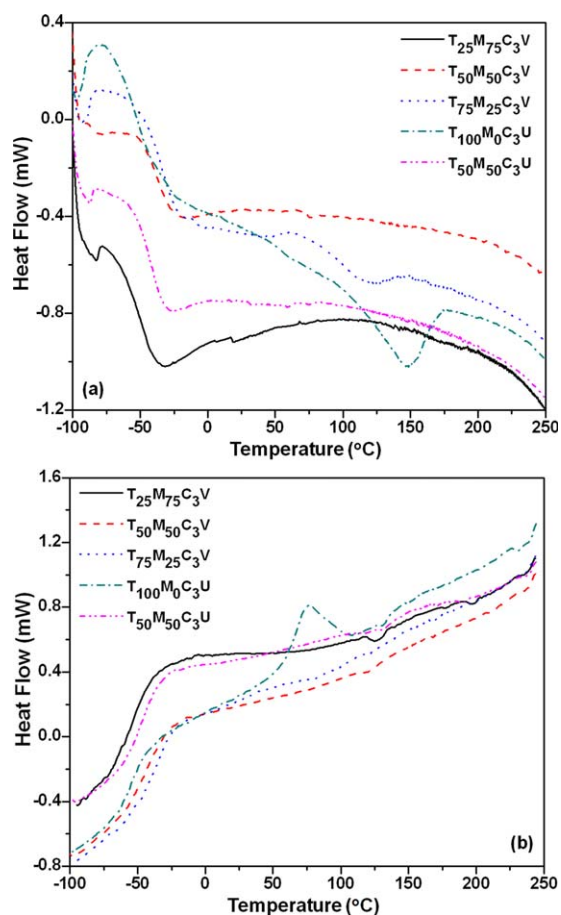 0.4
0.0
-0.4
-0.8
-1.2
Heat Flow (mW)
T₂₅M₇₅C₃V
T₅₀M₅₀C₃V
T₇₅M₂₅C₃V
T₁₀₀M₀C₃U
T₅₀M₅₀C₃U
(a)
-100 -50 0 50 100 150 200 250
Temperature (°C)
1.6
1.2
0.8
0.4
0.0
-0.4
-0.8
Heat Flow (mW)
T₂₅M₇₅C₃V
T₅₀M₅₀C₃V
T₇₅M₂₅C₃V
T₁₀₀M₀C₃U
T₅₀M₅₀C₃U
(b)
-100 -50 0 50 100 150 200 250
Temperature (°C)